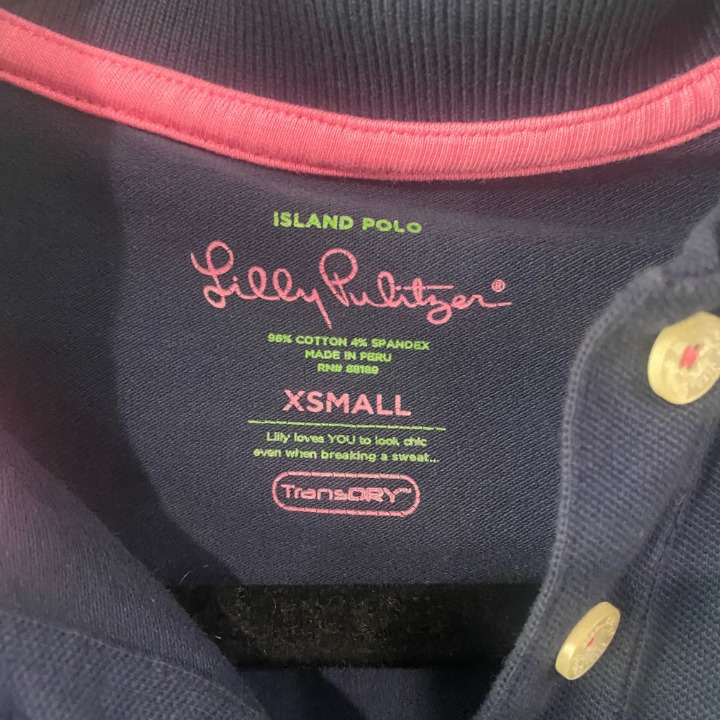 ISLAND POLO
Lilly Pulitzer®
96% COTTON 4% SPANDEX
MADE IN PERU
RN# 88189
XSMALL
Lilly loves YOU to look chic
even when breaking a sweat...
TransDRY™